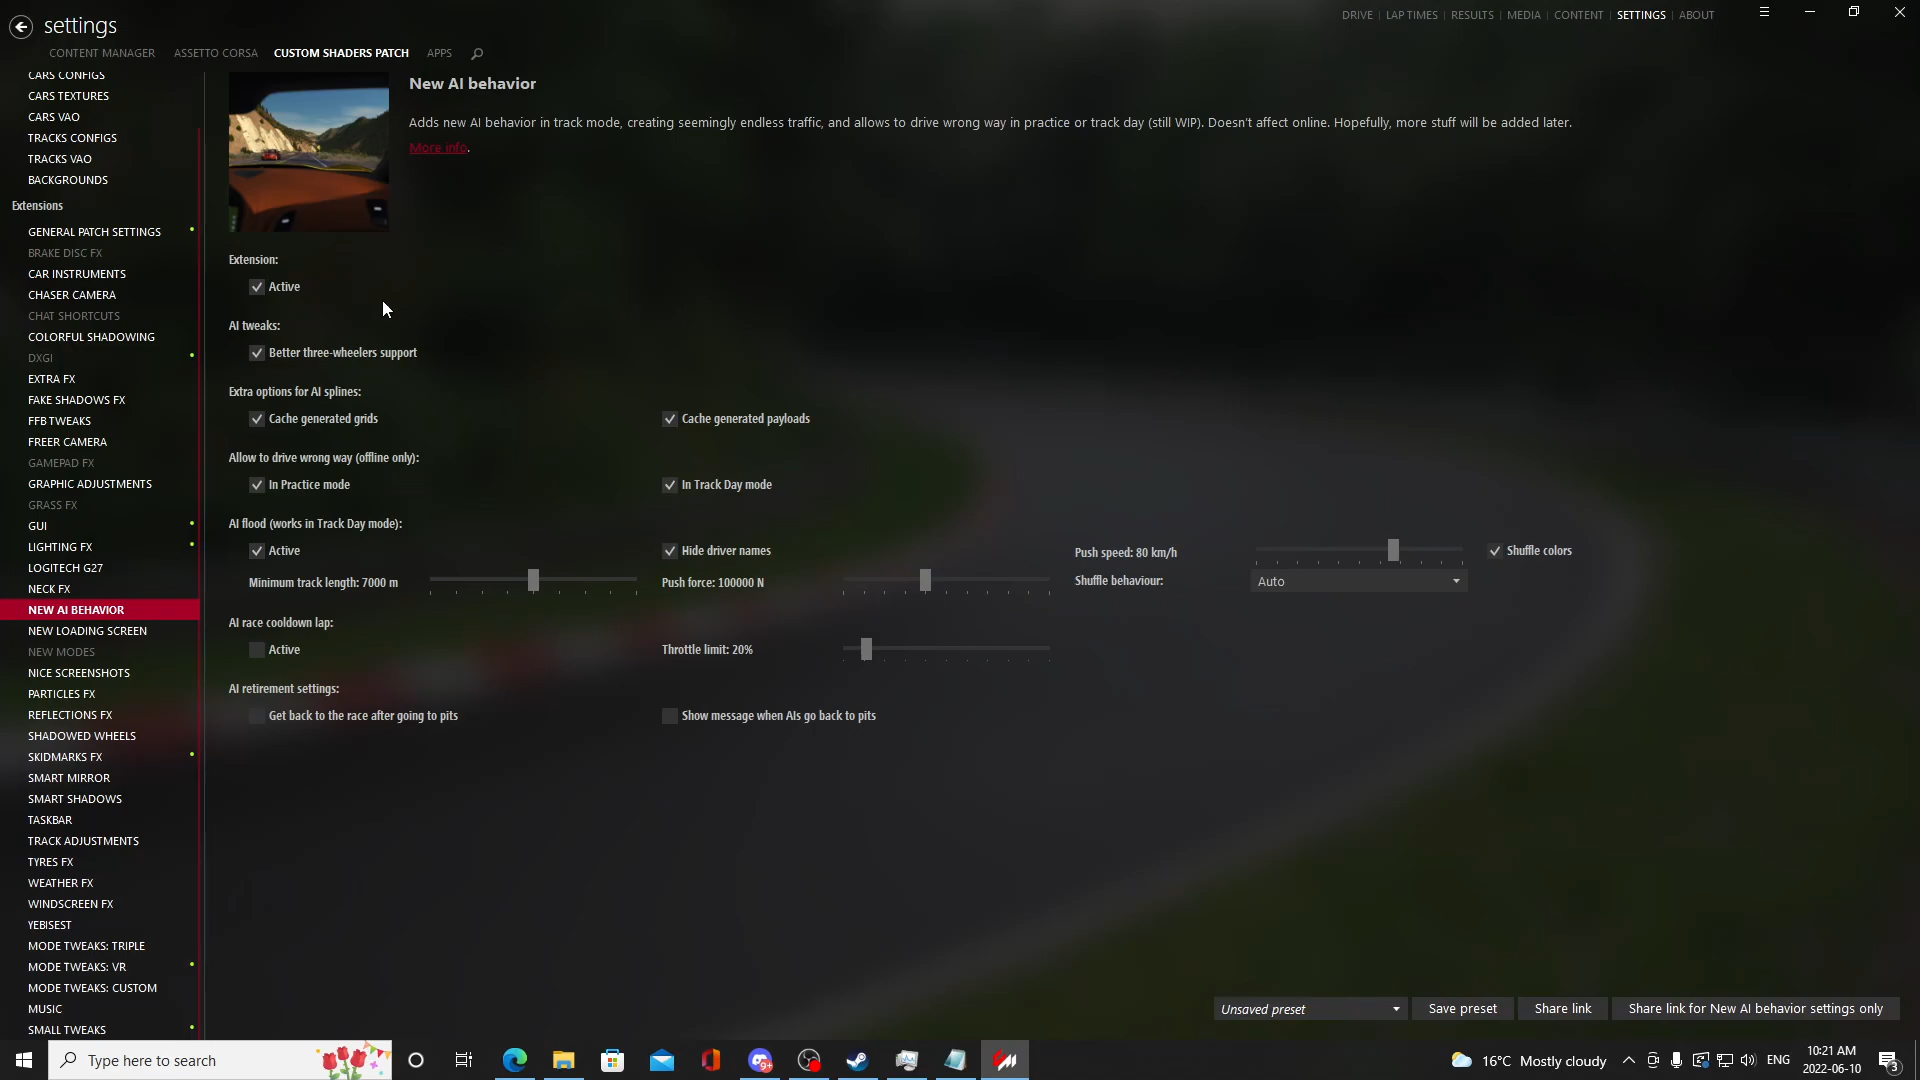 settings
DRIVE | LAP TIMES | RESULTS | MEDIA | CONTENT | SETTINGS | ABOUT
CONTENT MANAGER ASSETTO CORSA CUSTOM SHADERS PATCH APPS
CARS CONFIGS
CARS TEXTURES
CARS VAO
TRACKS CONFIGS
TRACKS VAO
BACKGROUNDS
Extensions
GENERAL PATCH SETTINGS
BRAKE DISC FX
CAR INSTRUMENTS
CHASER CAMERA
CHAT SHORTCUTS
COLORFUL SHADOWING
DXGI
EXTRA FX
FAKE SHADOWS FX
FFB TWEAKS
FREER CAMERA
GAMEPAD FX
GRAPHIC ADJUSTMENTS
GRASS FX
GUI
LIGHTING FX
LOGITECH G27
NECK FX
NEW AI BEHAVIOR
NEW LOADING SCREEN
NEW MODES
NICE SCREENSHOTS
PARTICLES FX
REFLECTIONS FX
SHADOWED WHEELS
SKIDMARKS FX
SMART MIRROR
SMART SHADOWS
TASKBAR
TRACK ADJUSTMENTS
TYRES FX
WEATHER FX
WINDSCREEN FX
YEBISEST
MODE TWEAKS: TRIPLE
MODE TWEAKS: VR
MODE TWEAKS: CUSTOM
MUSIC
SMALL TWEAKS
New AI behavior
Adds new AI behavior in track mode, creating seemingly endless traffic, and allows to drive wrong way in practice or track day (still WIP). Doesn't affect online. Hopefully, more stuff will be added later.
More info.
Extension:
Active
AI tweaks:
Better three-wheelers support
Extra options for AI splines:
Cache generated grids Cache generated payloads
Allow to drive wrong way (offline only):
In Practice mode In Track Day mode
AI flood (works in Track Day mode):
Active Hide driver names Push speed: 80 km/h Shuffle colors
Minimum track length: 7000 m Push force: 100000 N Shuffle behaviour: Auto
AI race cooldown lap:
Active Throttle limit: 20%
AI retirement settings:
Get back to the race after going to pits Show message when AIs go back to pits
Unsaved preset Save preset Share link Share link for New AI behavior settings only
Type here to search 9+ 16°C Mostly cloudy ENG 10:21 AM 3
2022-06-10